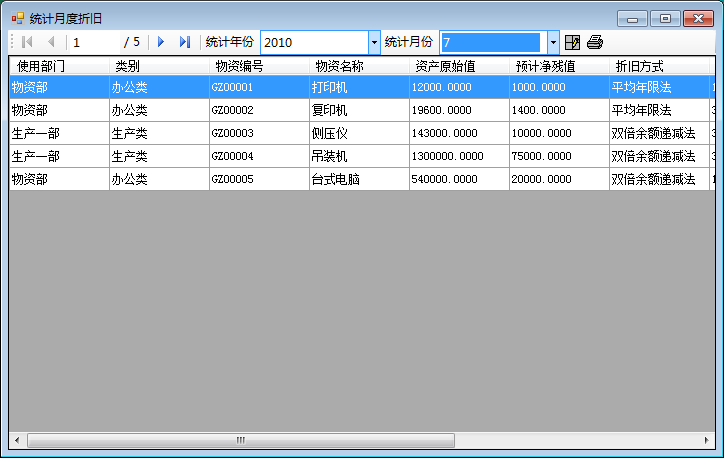 统计月度折旧
1 / 5 统计年份 2010 统计月份 7
使用部门 类别 物资编号 物资名称 资产原始值 预计净残值 折旧方式
物资部 办公类 GZ00001 打印机 12000.0000 1000.0000 平均年限法 1
物资部 办公类 GZ00002 复印机 19600.0000 1400.0000 平均年限法
生产一部 生产类 GZ00003 侧压仪 143000.0000 10000.0000 双倍余额递减法
生产一部 生产类 GZ00004 吊装机 1300000.0000 75000.0000 双倍余额递减法
物资部 办公类 GZ00005 台式电脑 540000.0000 20000.0000 双倍余额递减法 1